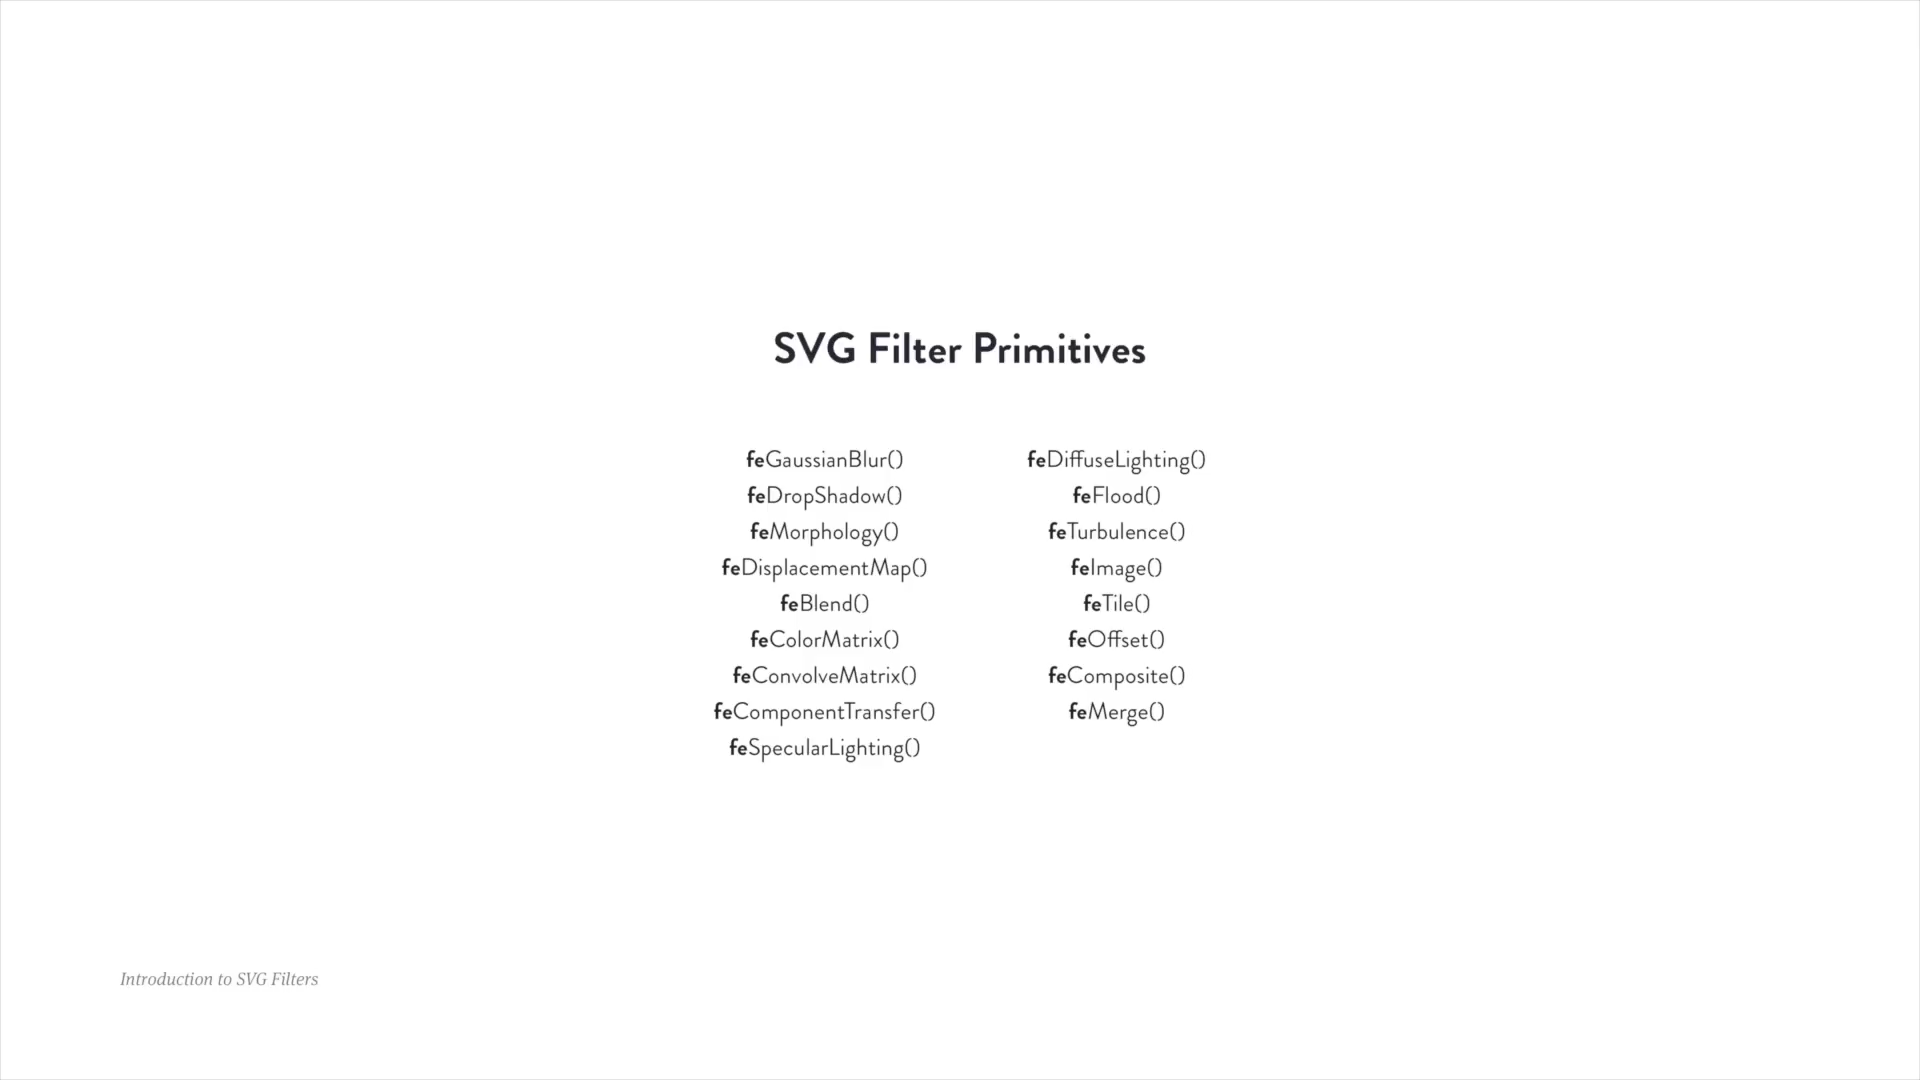 SVG Filter Primitives
feGaussianBlur()
feDropShadow()
feMorphology()
feDisplacementMap()
feBlend()
feColorMatrix()
feConvolveMatrix()
feComponentTransfer()
feSpecularLighting()
feDiffuseLighting()
feFlood()
feTurbulence()
feImage()
feTile()
feOffset()
feComposite()
feMerge()
Introduction to SVG Filters